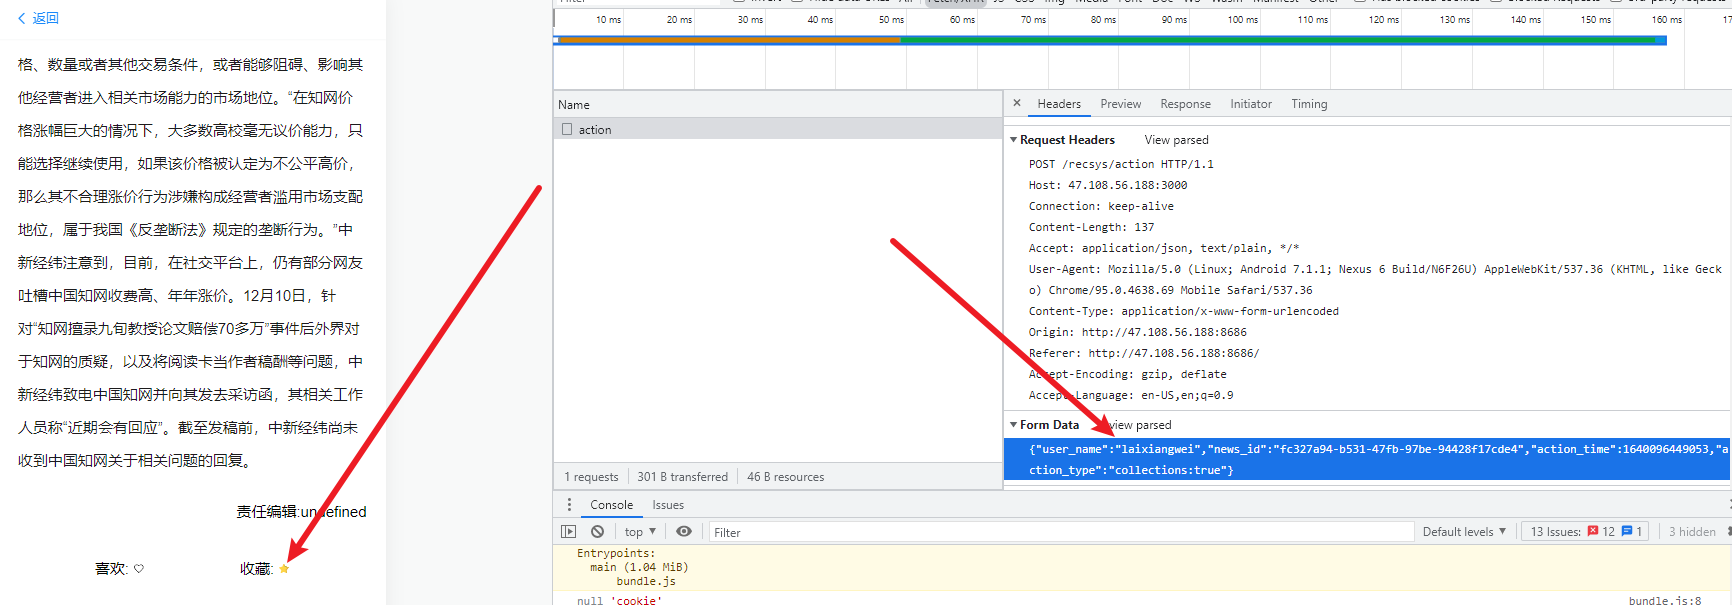 返回
格、数量或者其他交易条件，或者能够阻碍、影响其
他经营者进入相关市场能力的市场地位。“在知网价
格涨幅巨大的情况下，大多数高校毫无议价能力，只
能选择继续使用，如果该价格被认定为不公平高价，
那么其不合理涨价行为涉嫌构成经营者滥用市场支配
地位，属于我国《反垄断法》规定的垄断行为。”中
新经纬注意到，目前，在社交平台上，仍有部分网友
吐槽中国知网收费高、年年涨价。12月10日，针
对“知网擅录九旬教授论文赔偿70多万”事件后外界对
于知网的质疑，以及将阅读卡当作者稿酬等问题，中
新经纬致电中国知网并向其发去采访函，其相关工作
人员称“近期会有回应”。截至发稿前，中新经纬尚未
收到中国知网关于相关问题的回复。
责任编辑:undefined
喜欢:
收藏:
10 ms 20 ms 30 ms 40 ms 50 ms 60 ms 70 ms 80 ms 90 ms 100 ms 110 ms 120 ms 130 ms 140 ms 150 ms 160 ms
Name
action
1 requests 301 B transferred 46 B resources
× Headers Preview Response Initiator Timing
Request Headers View parsed
POST /recsys/action HTTP/1.1
Host: 47.108.56.188:3000
Connection: keep-alive
Content-Length: 137
Accept: application/json, text/plain, */*
User-Agent: Mozilla/5.0 (Linux; Android 7.1.1; Nexus 6 Build/N6F26U) AppleWebKit/537.36 (KHTML, like Geck
o) Chrome/95.0.4638.69 Mobile Safari/537.36
Content-Type: application/x-www-form-urlencoded
Origin: http://47.108.56.188:8686
Referer: http://47.108.56.188:8686/
Accept-Encoding: gzip, deflate
Accept-Language: en-US,en;q=0.9
Form Data view parsed
{"user_name":"laixiangwei","news_id":"fc327a94-b531-47fb-97be-94428f17cde4","action_time":1640096449053,"a
ction_type":"collections:true"}
Console Issues
top Filter Default levels 13 Issues: 12 1 3 hidden
Entrypoints:
main (1.04 MiB)
bundle.js
null 'cookie' bundle.js:8